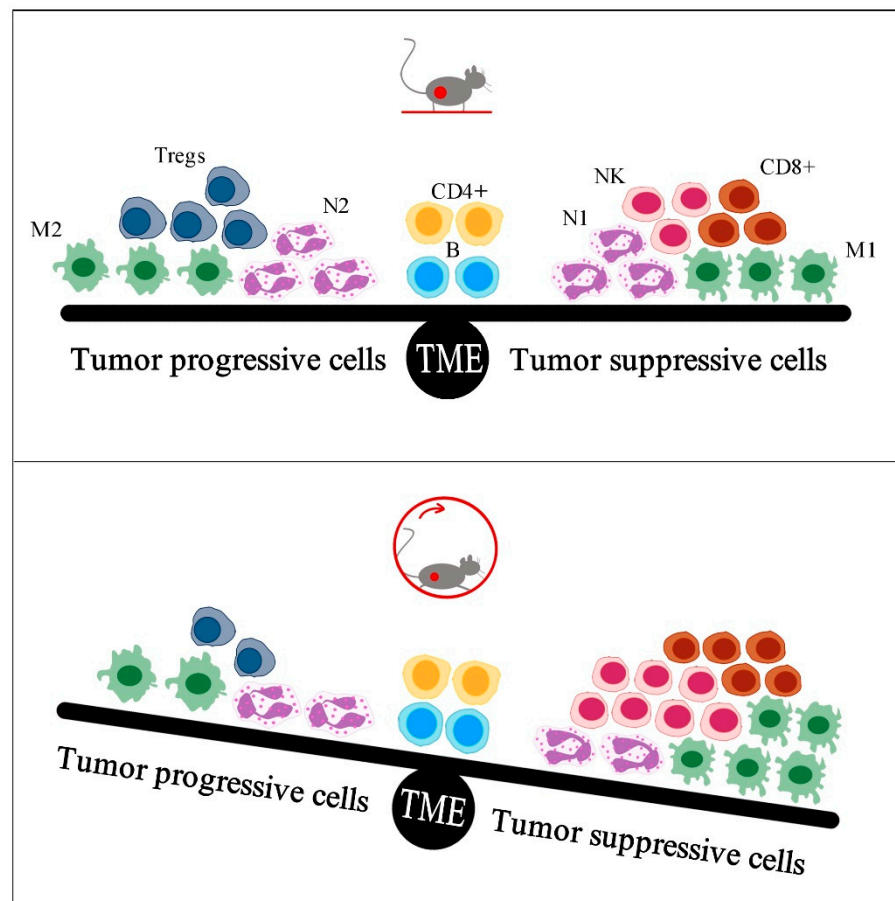 Tregs
CD4+
NK
CD8+
M2
N2
N1
B
M1
Tumor progressive cells
TME
Tumor suppressive cells
Tumor progressive cells
TME
Tumor suppressive cells